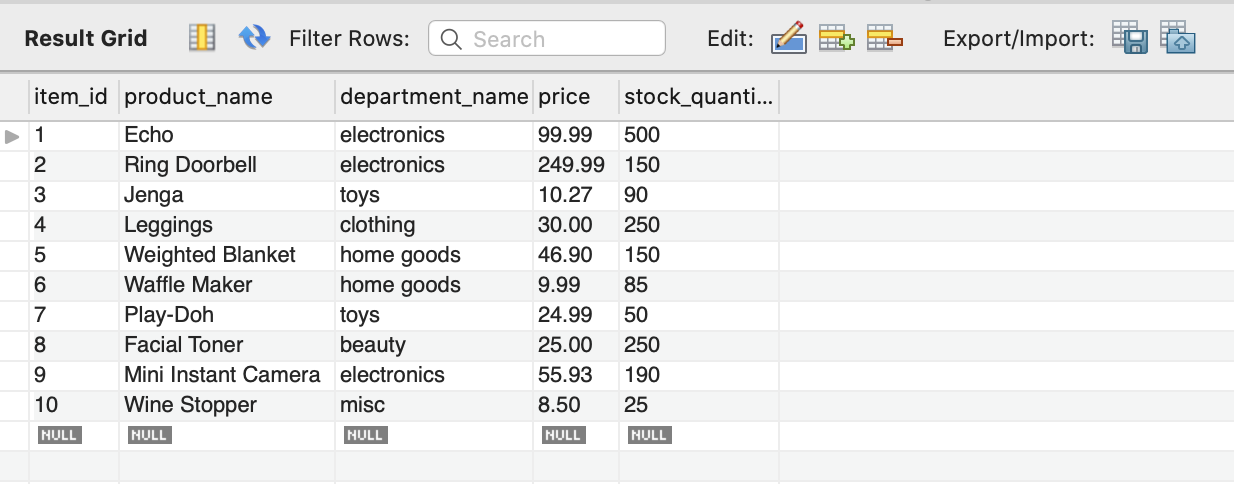 Result Grid Filter Rows: Search Edit: Export/Import:
item_id product_name department_name price stock_quanti...
1 Echo electronics 99.99 500
2 Ring Doorbell electronics 249.99 150
3 Jenga toys 10.27 90
4 Leggings clothing 30.00 250
5 Weighted Blanket home goods 46.90 150
6 Waffle Maker home goods 9.99 85
7 Play-Doh toys 24.99 50
8 Facial Toner beauty 25.00 250
9 Mini Instant Camera electronics 55.93 190
10 Wine Stopper misc 8.50 25
NULL NULL NULL NULL NULL